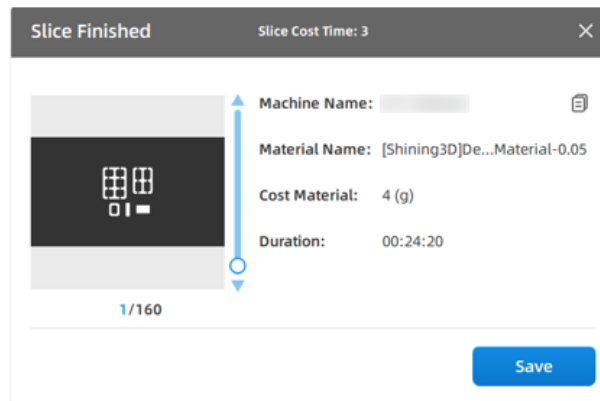 Slice Finished
Slice Cost Time: 3
Machine Name:
Material Name: [Shining3D]De...Material-0.05
Cost Material: 4 (g)
Duration: 00:24:20
1/160
Save